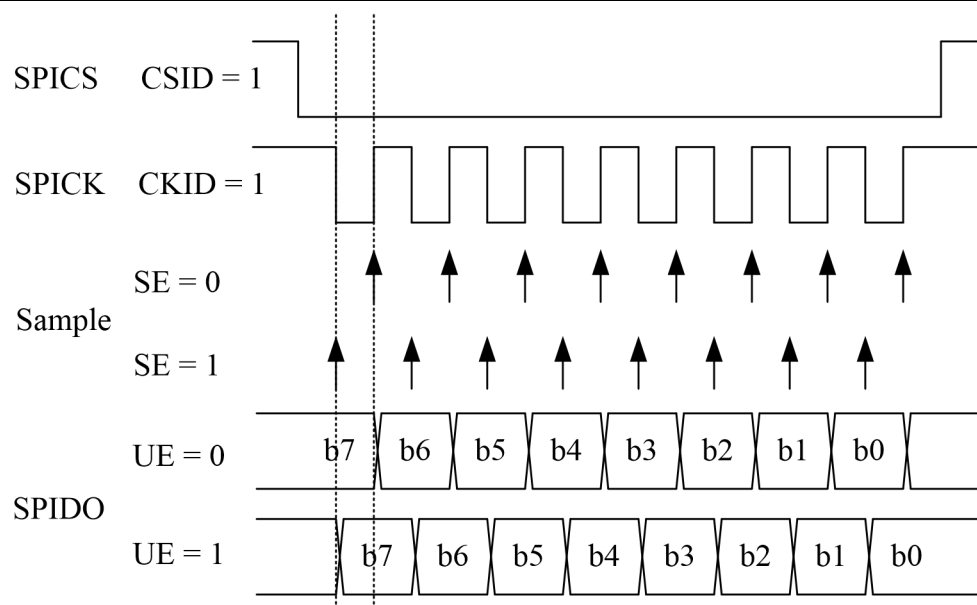 SPICS CSID = 1
SPICK CKID = 1
SE = 0
Sample
SE = 1
UE = 0 b7 b6 b5 b4 b3 b2 b1 b0
SPIDO
UE = 1 b7 b6 b5 b4 b3 b2 b1 b0